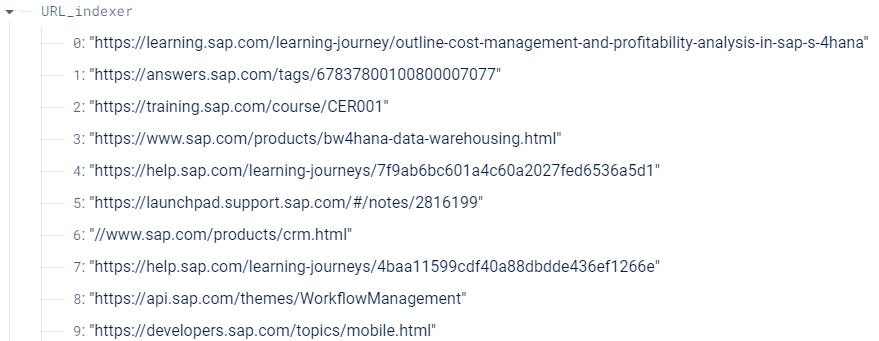 URL_indexer
0: "https://learning.sap.com/learning-journey/outline-cost-management-and-profitability-analysis-in-sap-s-4hana"
1: "https://answers.sap.com/tags/67837800100800007077"
2: "https://training.sap.com/course/CER001"
3: "https://www.sap.com/products/bw4hana-data-warehousing.html"
4: "https://help.sap.com/learning-journeys/7f9ab6bc601a4c60a2027fed6536a5d1"
5: "https://launchpad.support.sap.com/#/notes/2816199"
6: "//www.sap.com/products/crm.html"
7: "https://help.sap.com/learning-journeys/4baa11599cdf40a88dbdde436ef1266e"
8: "https://api.sap.com/themes/WorkflowManagement"
9: "https://developers.sap.com/topics/mobile.html"